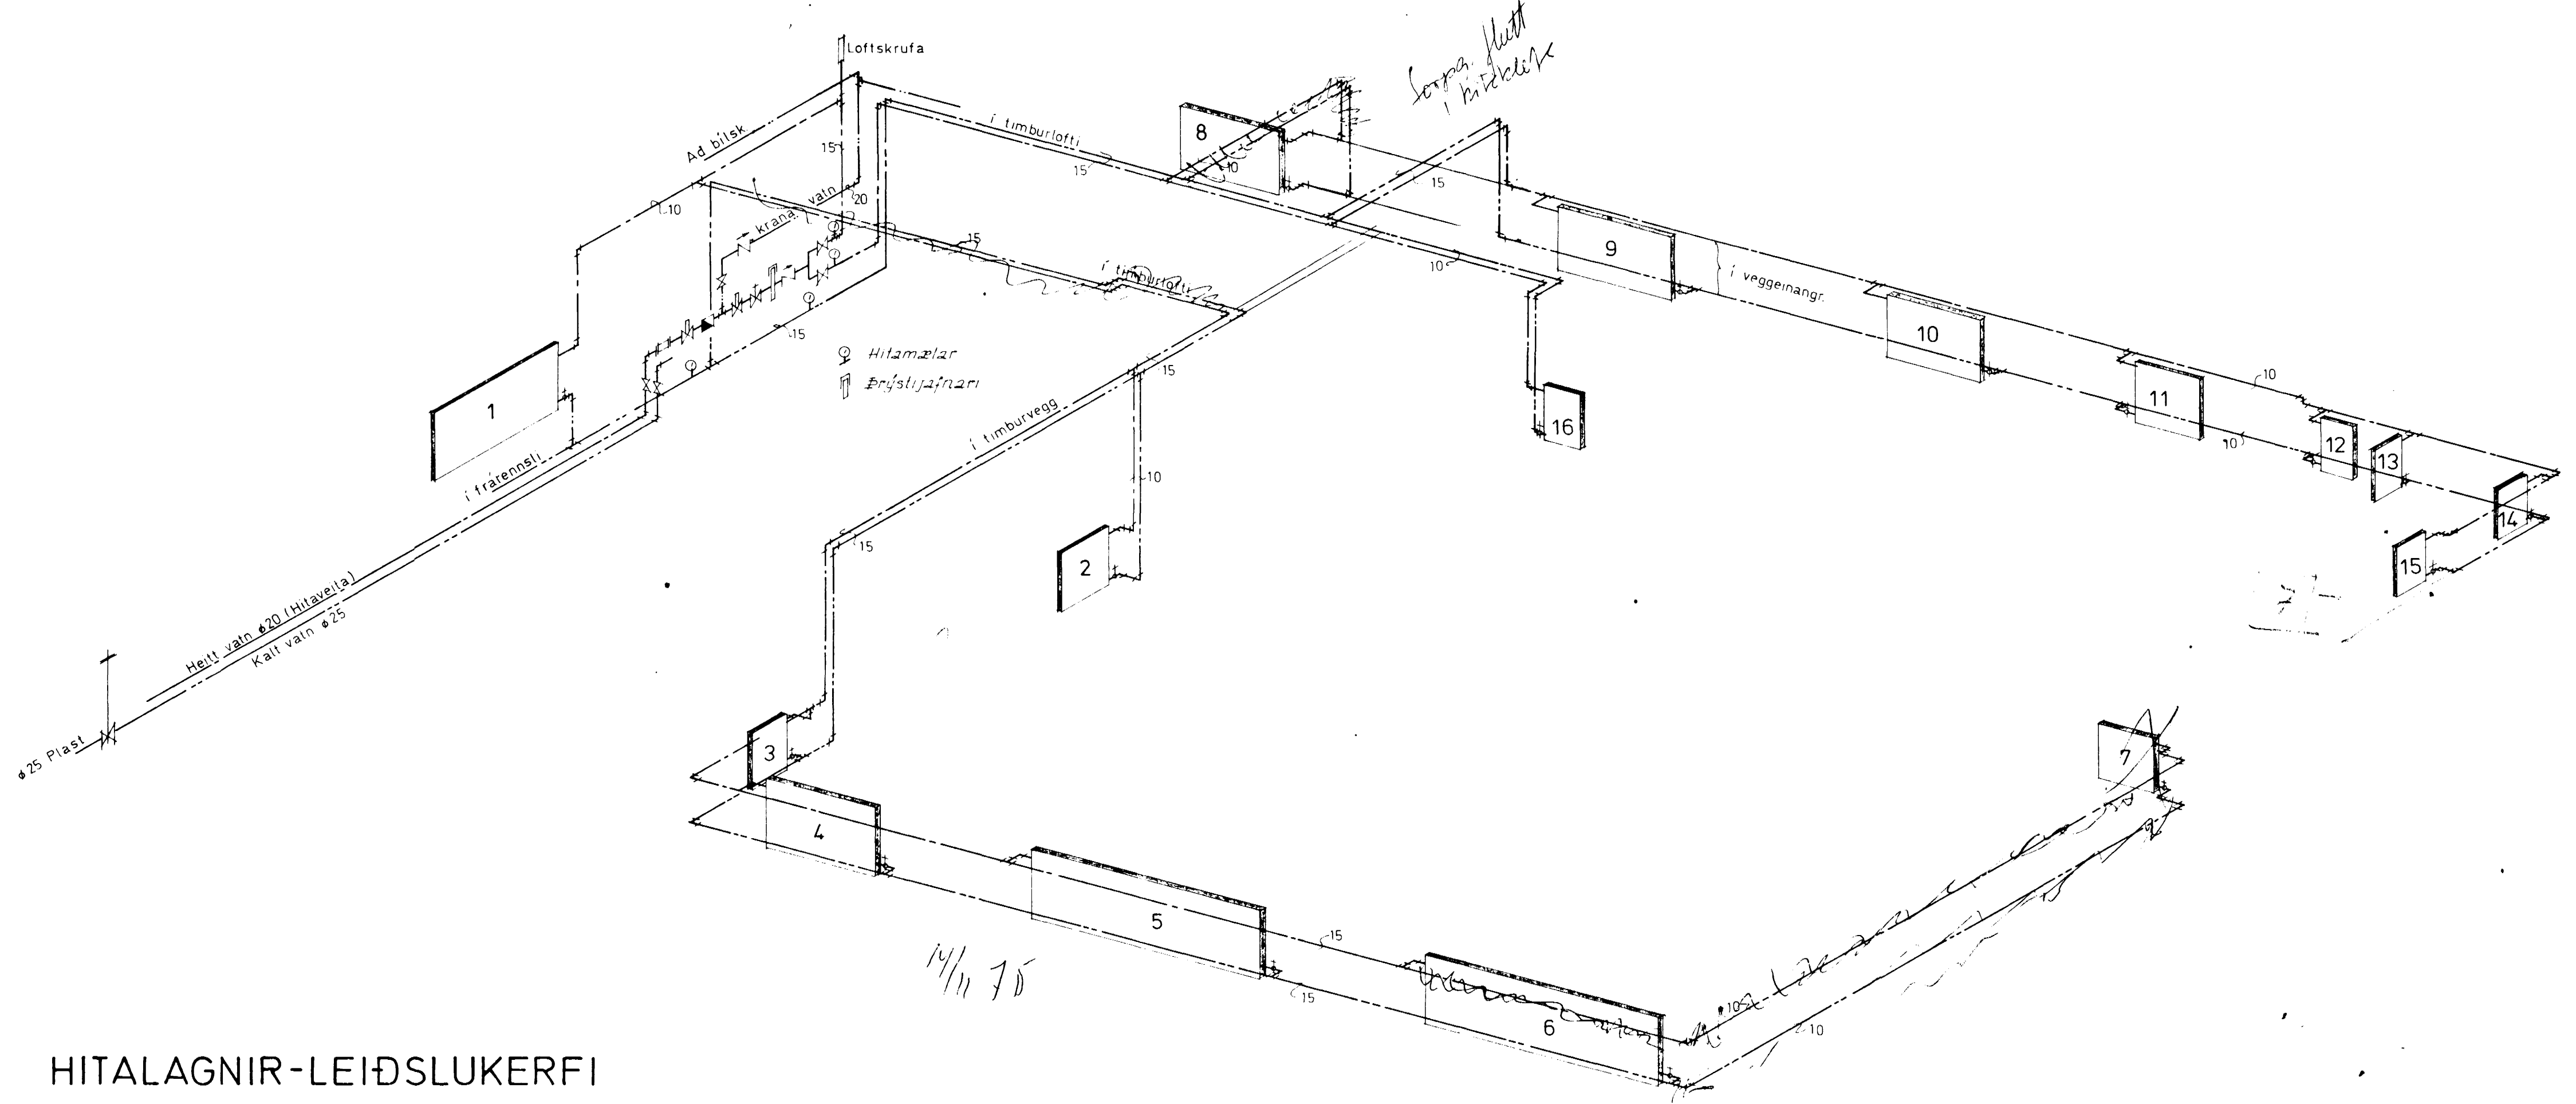 Loftskrufa
Ad bílsk.
í timburlofti
15
15
8
10
15
10
krana vatn
20
15
í timburlofti
10
9
í veggeinangr.
10
10
11
10
10
12
13
14
15
16
15
Hitamælar
Þrýstijafnari
1
15
í timburvegg
10
2
15
í frárennsli
Heitt vatn ø20 (Hitaveita)
Kalt vatn ø25
ø25 Plast
3
4
5
15
15
6
7
10
10
14/11 75
HITALAGNIR-LEIÐSLUKERFI